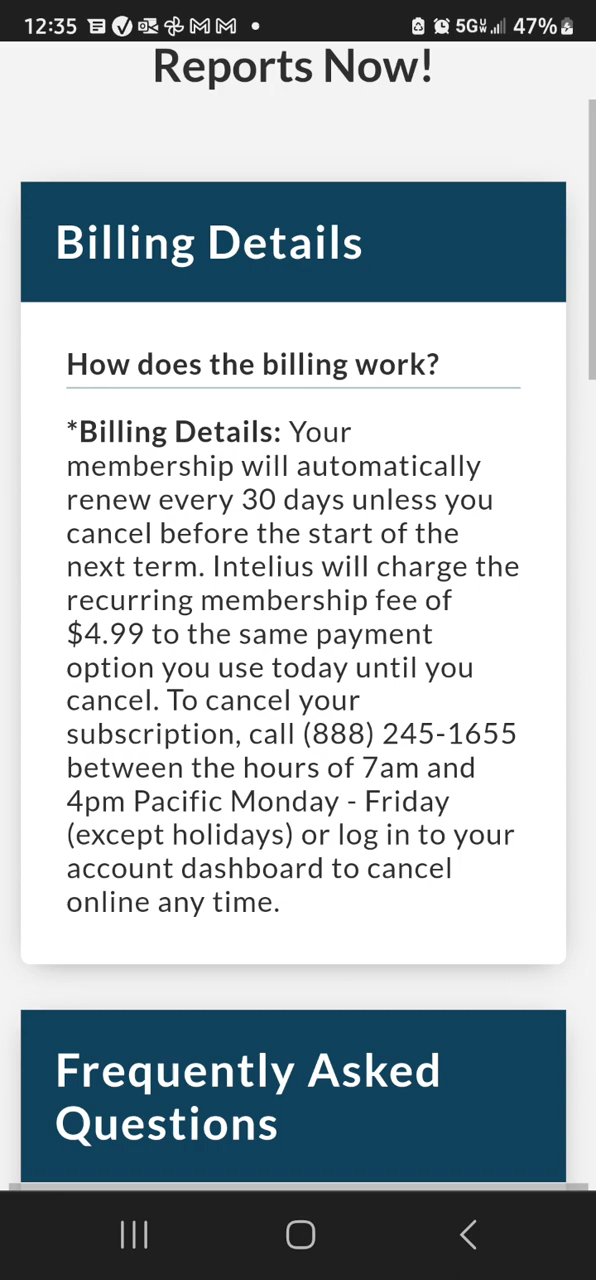 12:35 5G 47%
Reports Now!
Billing Details
How does the billing work?
*Billing Details: Your
membership will automatically
renew every 30 days unless you
cancel before the start of the
next term. Intelius will charge the
recurring membership fee of
$4.99 to the same payment
option you use today until you
cancel. To cancel your
subscription, call (888) 245-1655
between the hours of 7am and
4pm Pacific Monday - Friday
(except holidays) or log in to your
account dashboard to cancel
online any time.
Frequently Asked
Questions